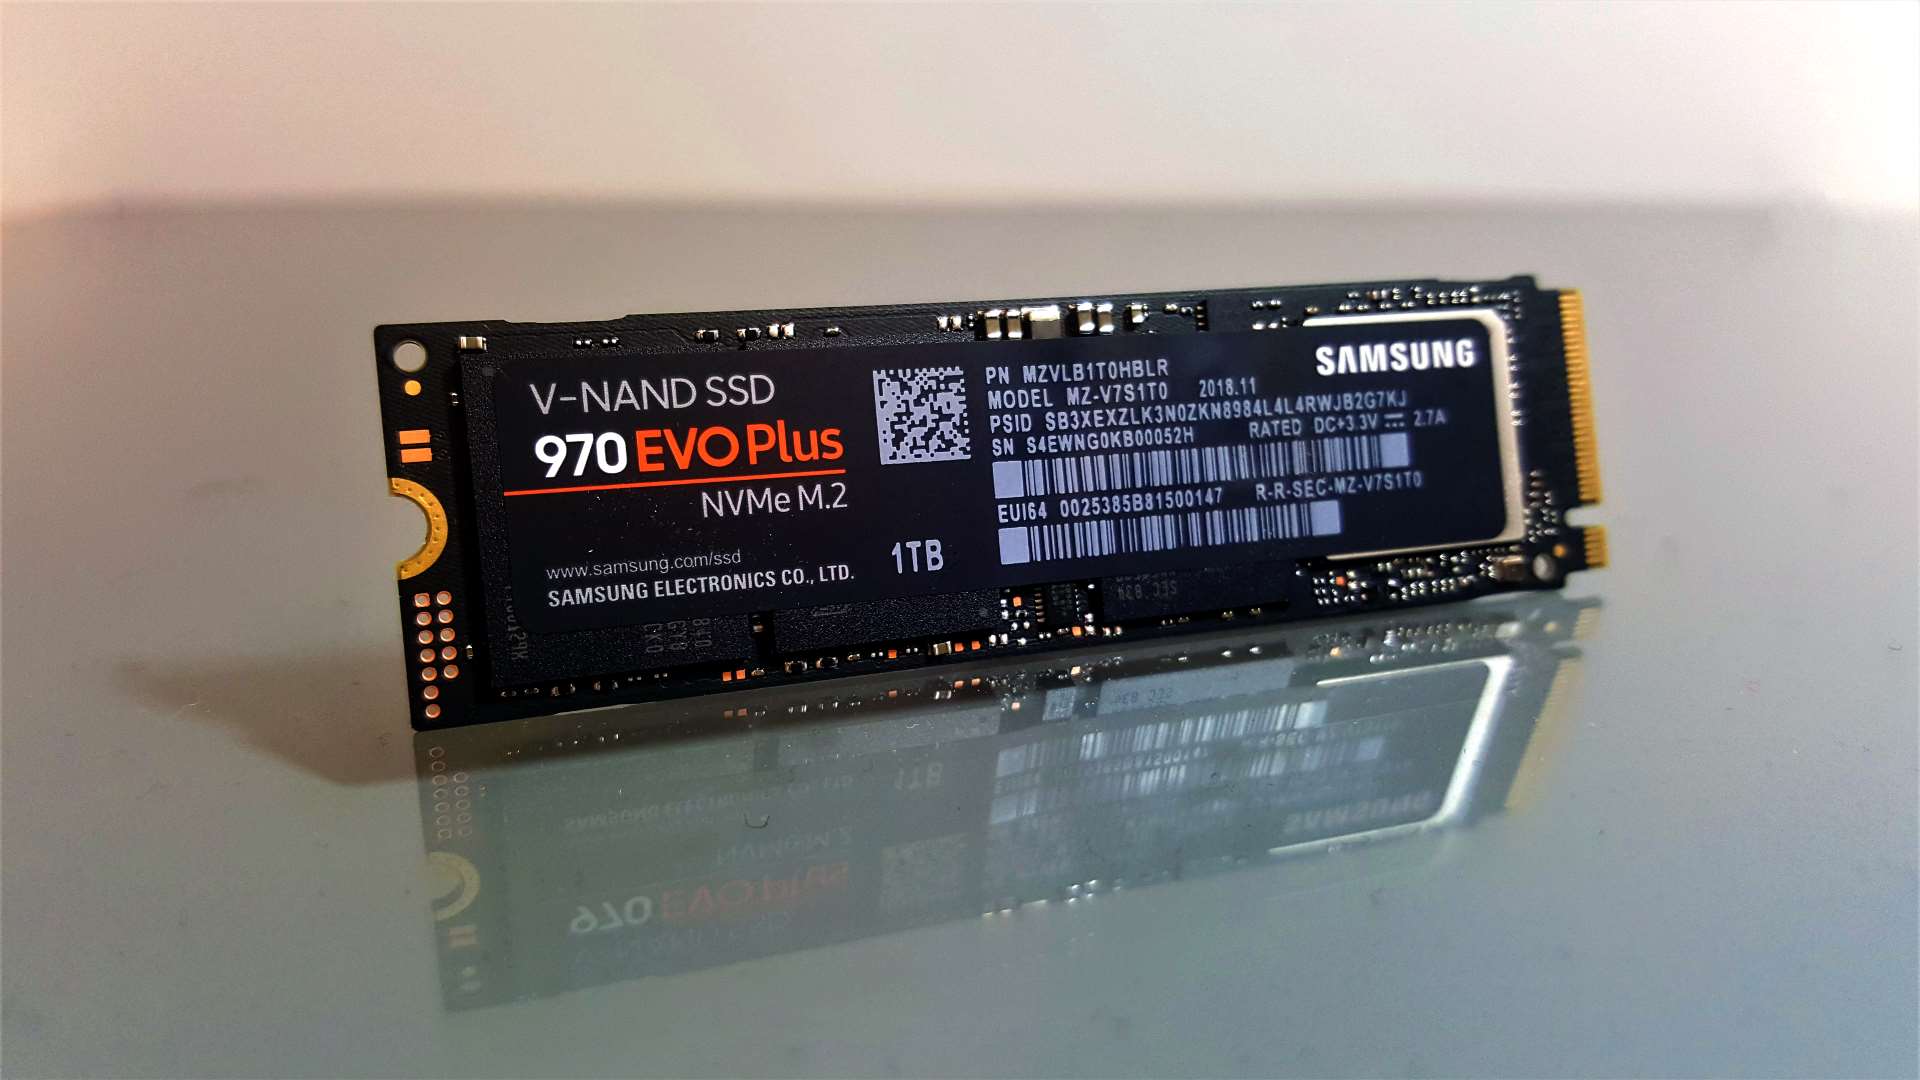 V-NAND SSD
970 EVO Plus
NVMe M.2
www.samsung.com/ssd
SAMSUNG ELECTRONICS CO., LTD.
1TB
SAMSUNG
PN MZVLB1T0HBLR
MODEL MZ-V7S1T0 2018.11
PSID SB3XEXZLK3N0ZKN8984L4L4RWJB2G7KJ
SN S4EWNG0KB00052H RATED DC+3.3V ⎓ 2.7A
EUI64 0025385B81500147 R-R-SEC-MZ-V7S1T0
SEC 834